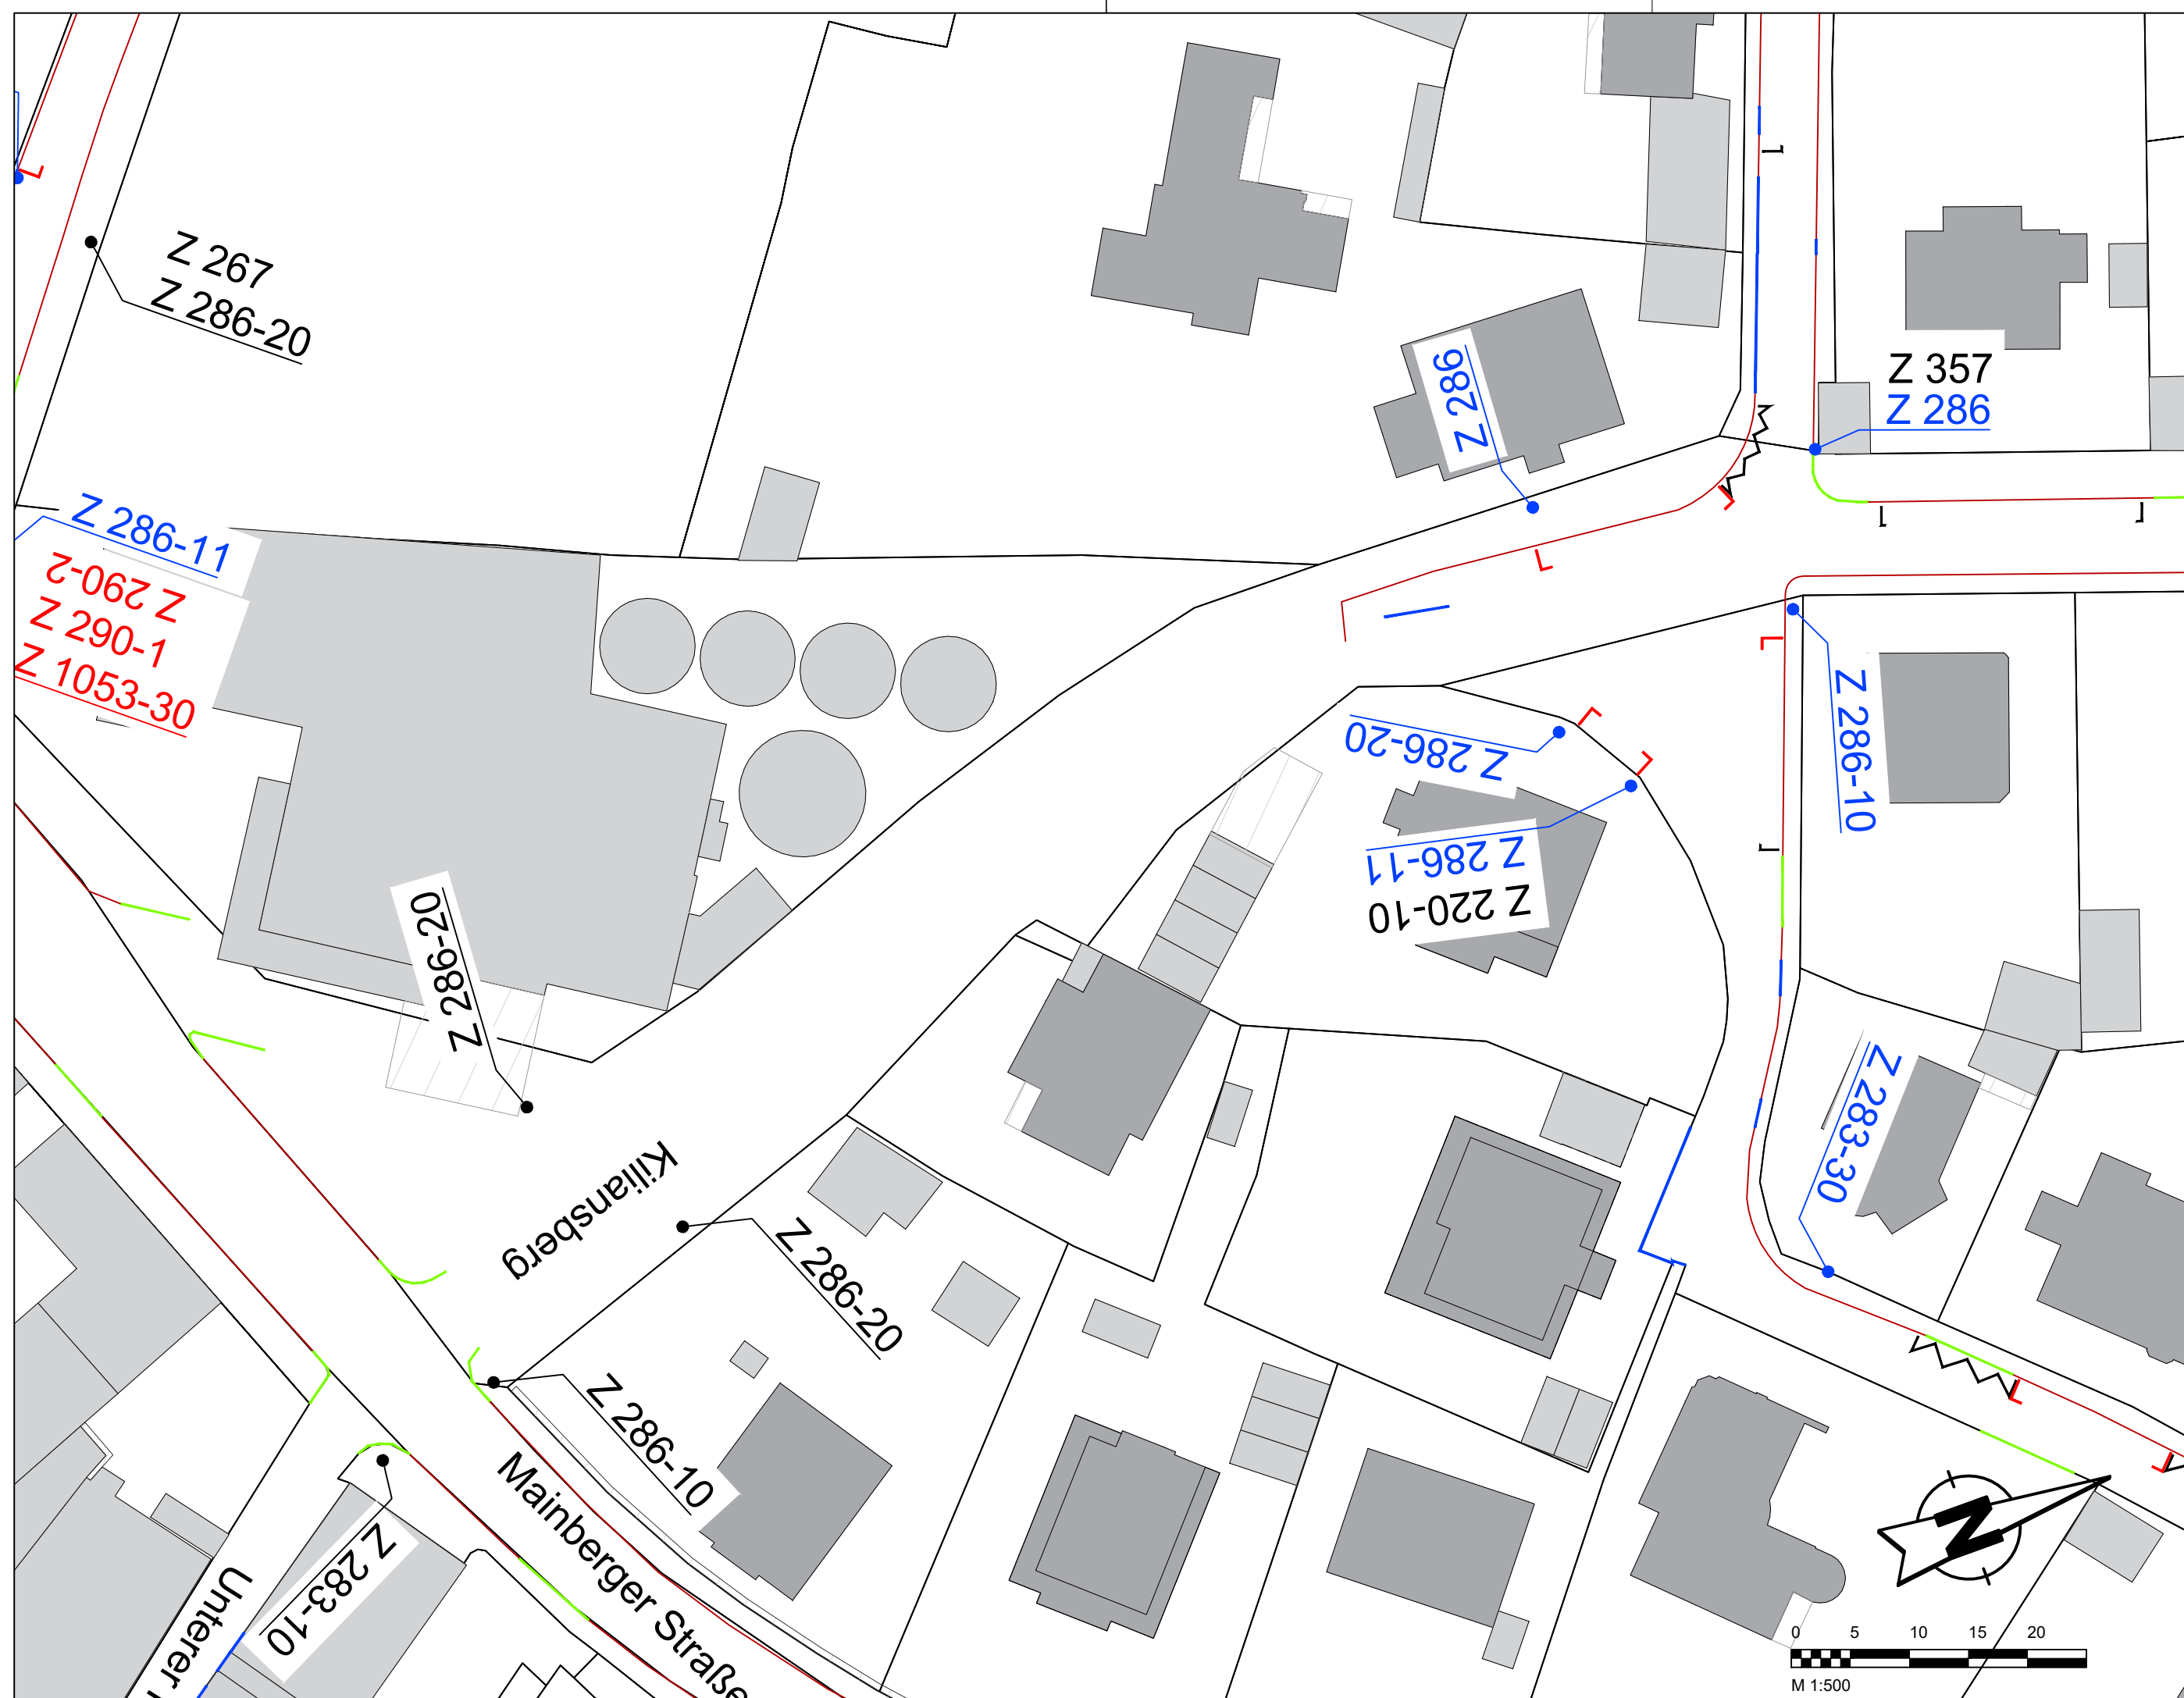 Z 267
Z 286-20
Z 286
Z 357
Z 286
Z 286-11
Z 290-2
Z 290-1
Z 1053-30
Z 286-20
Z 286-11
Z 220-10
Z 286-10
Z 286-20
Z 283-30
Kiliansberg
Z 289-20
Z 286-10
Mainberger Straße
Z 283-10
Unterer
N
0 5 10 15 20
M 1:500